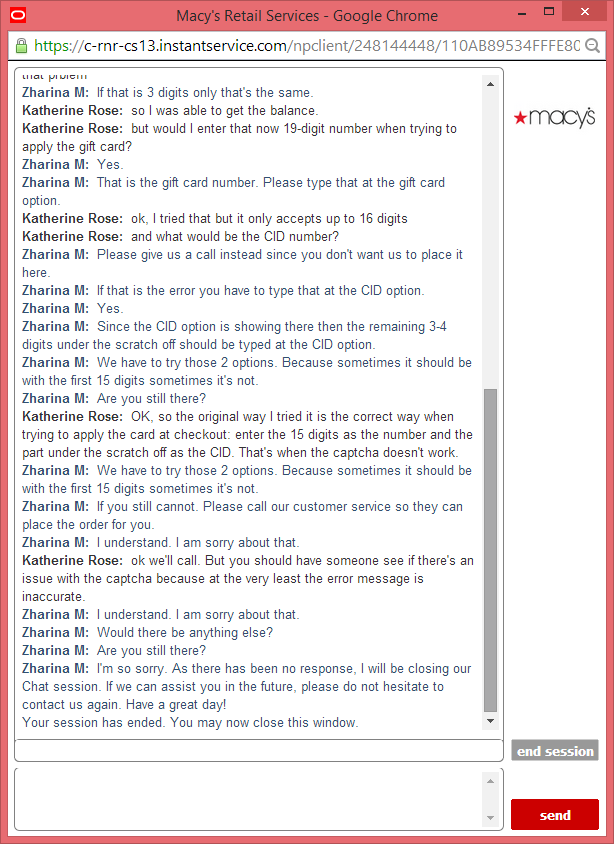 Macy's Retail Services - Google Chrome
https://c-rnr-cs13.instantservice.com/npclient/248144448/110AB89534FFFE80
that prblem
Zharina M: If that is 3 digits only that's the same.
Katherine Rose: so I was able to get the balance.
Katherine Rose: but would I enter that now 19-digit number when trying to
apply the gift card?
Zharina M: Yes.
Zharina M: That is the gift card number. Please type that at the gift card
option.
Katherine Rose: ok, I tried that but it only accepts up to 16 digits
Katherine Rose: and what would be the CID number?
Zharina M: Please give us a call instead since you don't want us to place it
here.
Zharina M: If that is the error you have to type that at the CID option.
Zharina M: Yes.
Zharina M: Since the CID option is showing there then the remaining 3-4
digits under the scratch off should be typed at the CID option.
Zharina M: We have to try those 2 options. Because sometimes it should be
with the first 15 digits sometimes it's not.
Zharina M: Are you still there?
Katherine Rose: OK, so the original way I tried it is the correct way when
trying to apply the card at checkout: enter the 15 digits as the number and the
part under the scratch off as the CID. That's when the captcha doesn't work.
Zharina M: We have to try those 2 options. Because sometimes it should be
with the first 15 digits sometimes it's not.
Zharina M: If you still cannot. Please call our customer service so they can
place the order for you.
Zharina M: I understand. I am sorry about that.
Katherine Rose: ok we'll call. But you should have someone see if there's an
issue with the captcha because at the very least the error message is
inaccurate.
Zharina M: I understand. I am sorry about that.
Zharina M: Would there be anything else?
Zharina M: Are you still there?
Zharina M: I'm so sorry. As there has been no response, I will be closing our
Chat session. If we can assist you in the future, please do not hesitate to
contact us again. Have a great day!
Your session has ended. You may now close this window.
macy's
end session
send